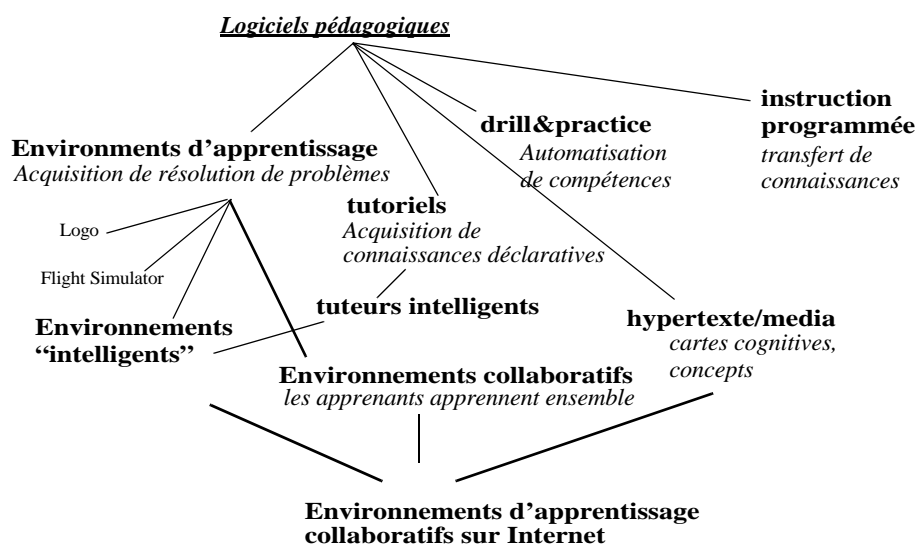 Logiciels pédagogiques
instruction
programmée
transfert de
connaissances
drill&practice
Automatisation
de compétences
Environments d’apprentissage
Acquisition de résolution de problèmes
tutoriels
Acquisition de
connaissances déclaratives
Logo
Flight Simulator
tuteurs intelligents
Environnements
“intelligents”
hypertexte/media
cartes cognitives,
concepts
Environnements collaboratifs
les apprenants apprennent ensemble
Environnements d’apprentissage
collaboratifs sur Internet